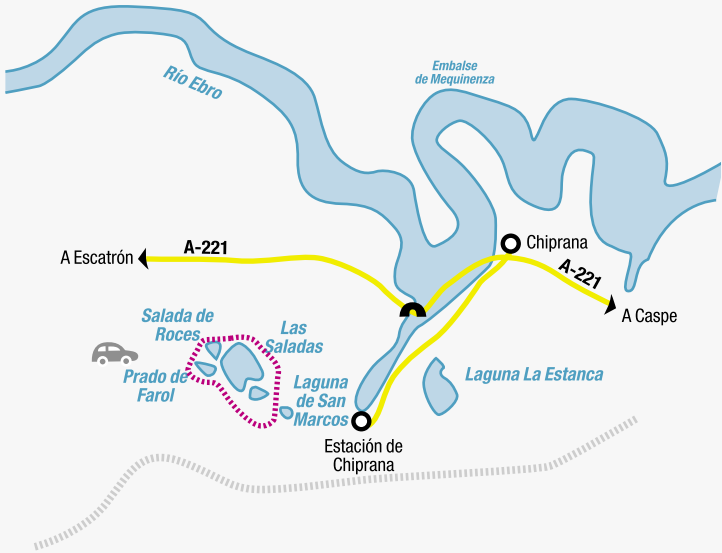 Embalse
de Mequinenza
Río Ebro
Chiprana
A-221
A Escatrón
A-221
A Caspe
Salada de
Roces
Las
Saladas
Prado de
Farol
Laguna
de San
Marcos
Laguna La Estanca
Estación de
Chiprana